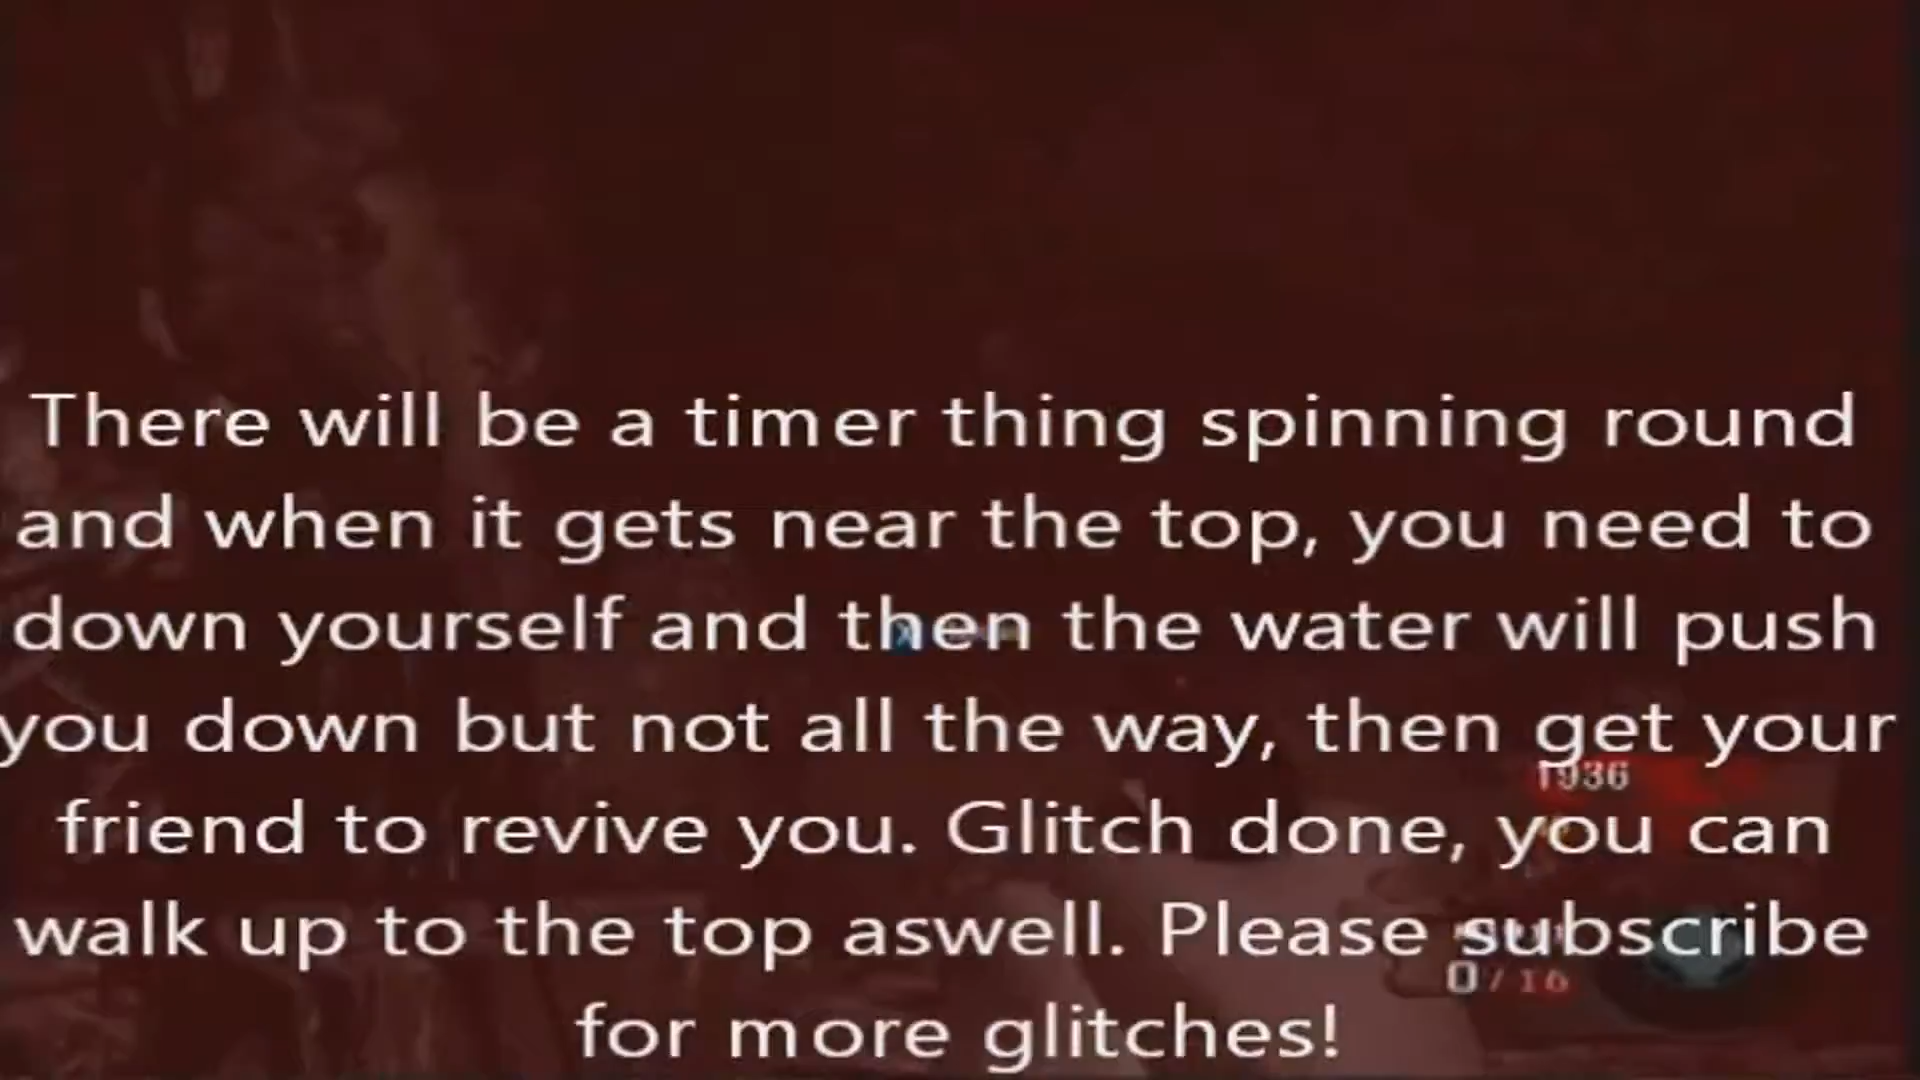 There will be a timer thing spinning round
and when it gets near the top, you need to
down yourself and then the water will push
you down but not all the way, then get your
1936
friend to revive you. Glitch done, you can
walk up to the top aswell. Please subscribe
0/16
for more glitches!